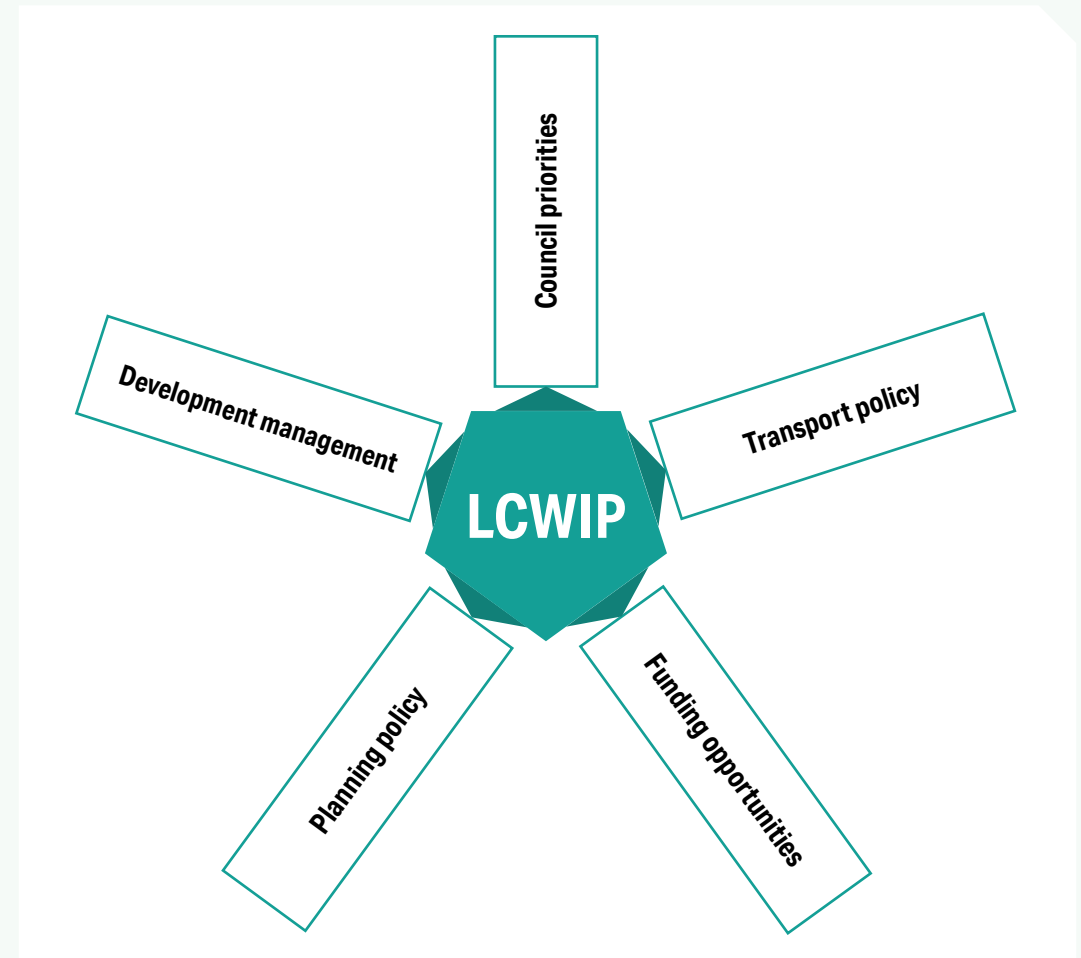 Council priorities
Development management
Transport policy
LCWIP
Planning policy
Funding opportunities